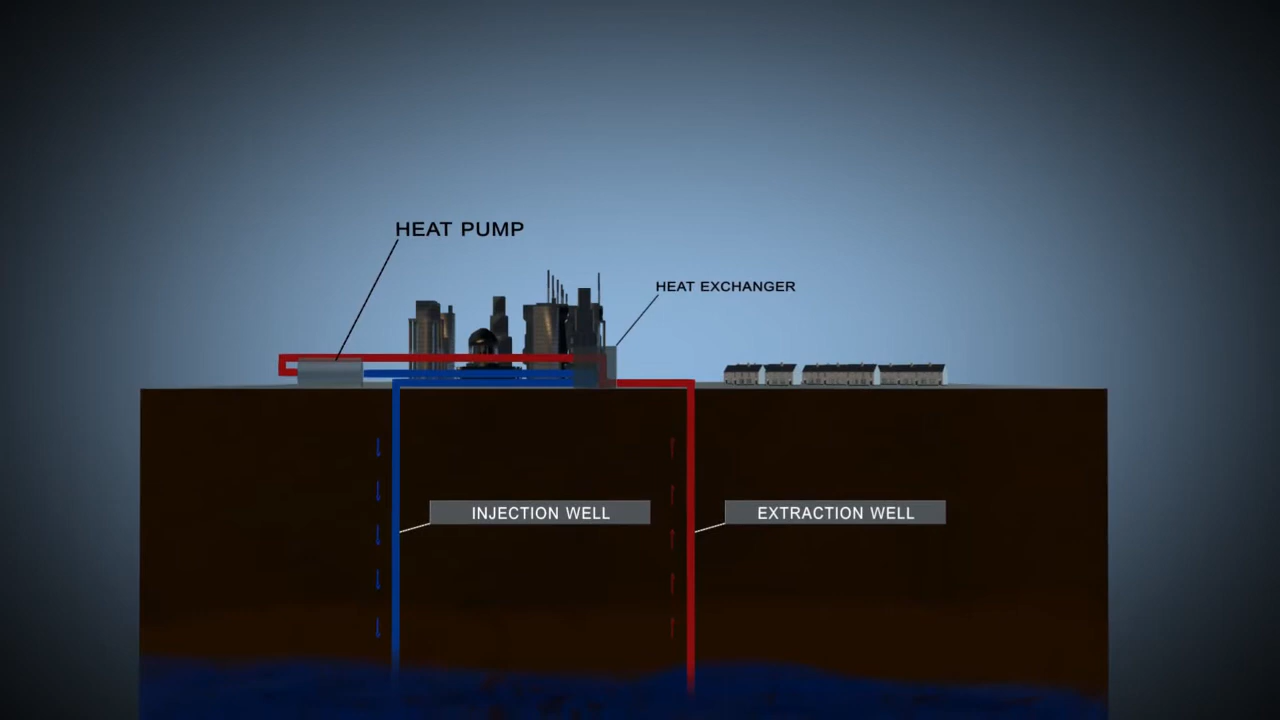 HEAT PUMP
HEAT EXCHANGER
INJECTION WELL
EXTRACTION WELL